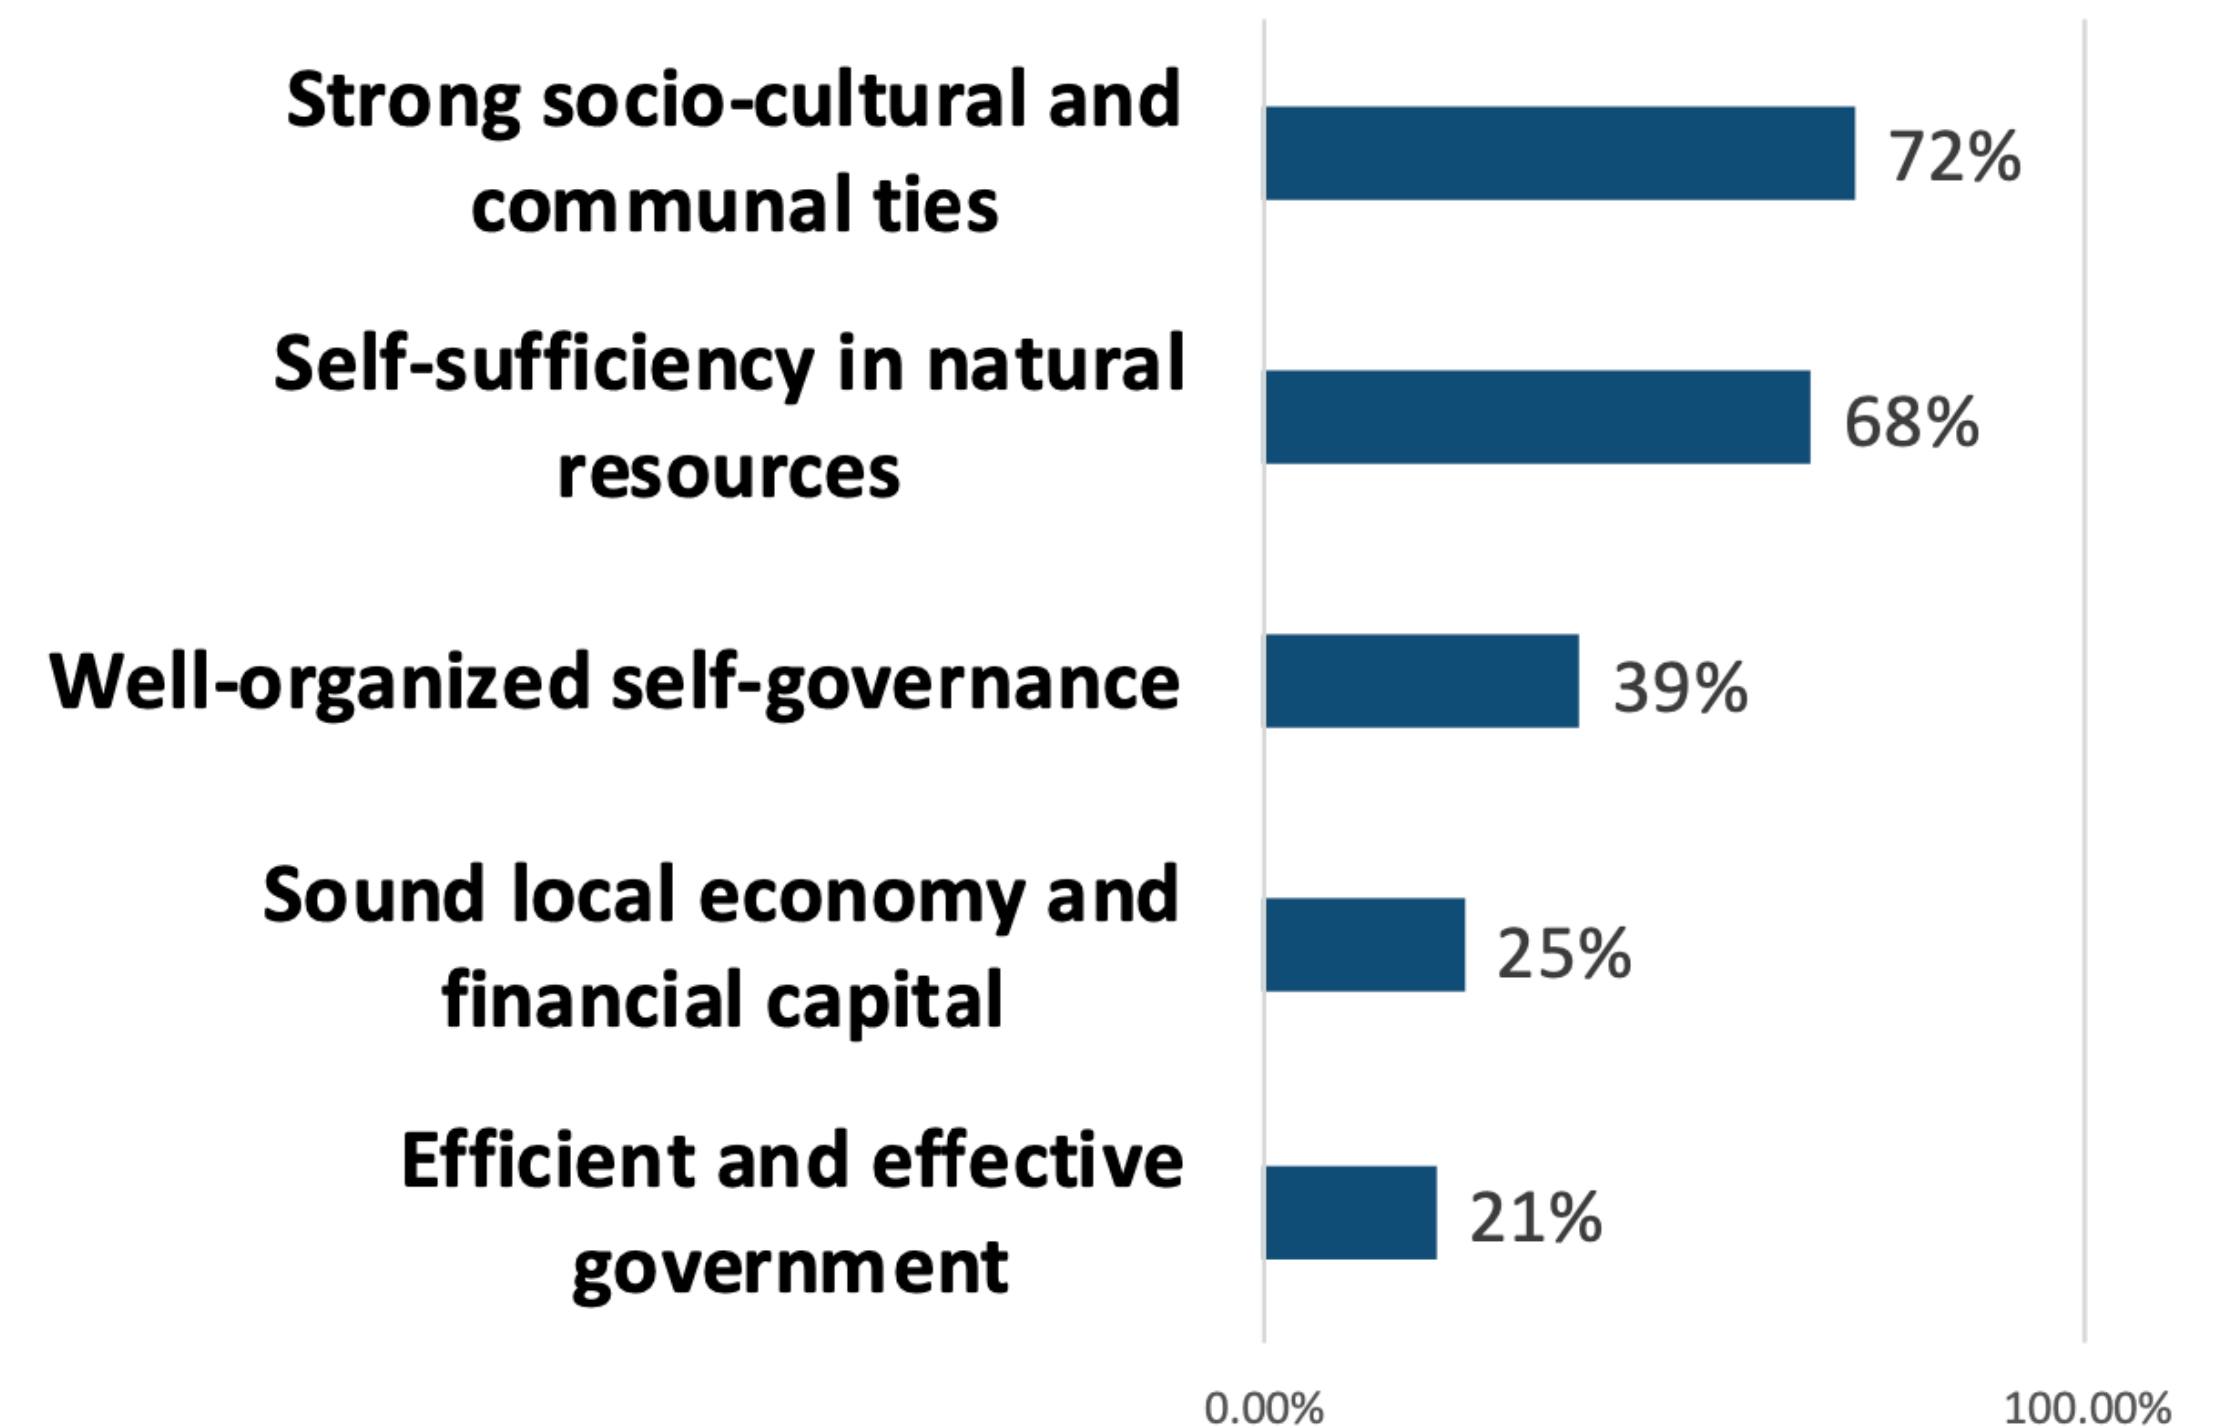 Strong socio-cultural and
communal ties
72%
Self-sufficiency in natural
resources
68%
Well-organized self-governance
39%
Sound local economy and
financial capital
25%
Efficient and effective
government
21%
0.00%
100.00%